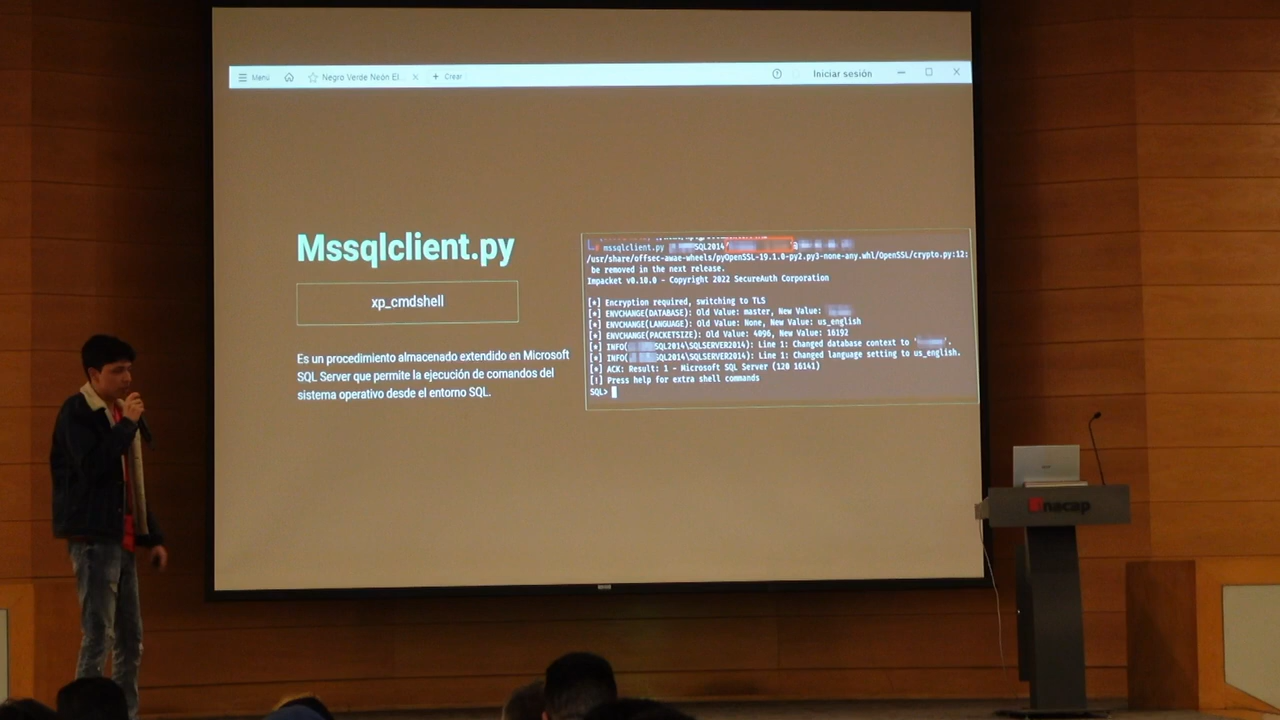 Menú
Negro Verde Neón El...
Crear
Iniciar sesión
Mssqlclient.py
xp_cmdshell
Es un procedimiento almacenado extendido en Microsoft
SQL Server que permite la ejecución de comandos del
sistema operativo desde el entorno SQL.
mssqlclient.py SQL2014
/usr/share/offsec-awae-wheels/pyOpenSSL-19.1.0-py2.py3-none-any.whl/OpenSSL/crypto.py:12:
be removed in the next release.
Impacket v0.10.0 - Copyright 2022 SecureAuth Corporation
[*] Encryption required, switching to TLS
[*] ENVCHANGE(DATABASE): Old Value: master, New Value:
[*] ENVCHANGE(LANGUAGE): Old Value: None, New Value: us_english
[*] ENVCHANGE(PACKETSIZE): Old Value: 4096, New Value: 16192
[*] INFO( SQL2014\SQLSERVER2014): Line 1: Changed database context to ' '.
[*] INFO( SQL2014\SQLSERVER2014): Line 1: Changed language setting to us_english.
[*] ACK: Result: 1 - Microsoft SQL Server (120 16141)
[!] Press help for extra shell commands
SQL>
inacap